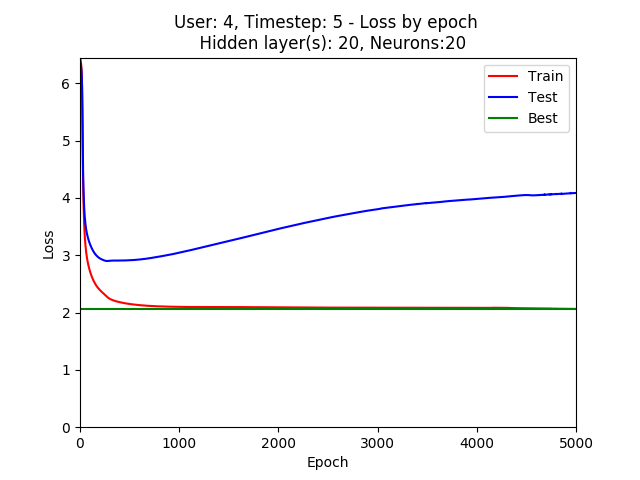 User: 4, Timestep: 5 - Loss by epoch
Hidden layer(s): 20, Neurons:20
Train
Test
Best
Loss
6
5
4
3
2
1
0
0 1000 2000 3000 4000 5000
Epoch